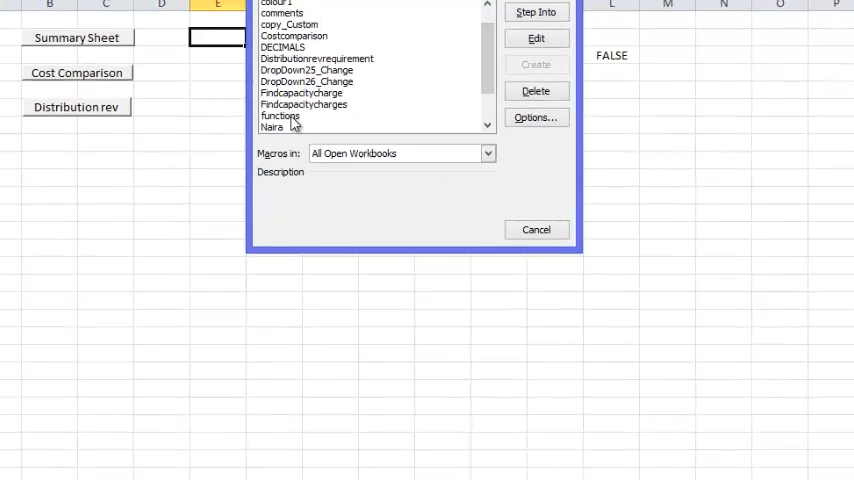 B C D E L M N O P
Summary Sheet
Cost Comparison
Distribution rev
FALSE
colour1
comments
copy_Custom
Costcomparison
DECIMALS
Distributionrevrequirement
DropDown25_Change
DropDown26_Change
Findcapacitycharge
Findcapacitycharges
functions
Naira
Step Into
Edit
Create
Delete
Options...
Macros in: All Open Workbooks
Description
Cancel